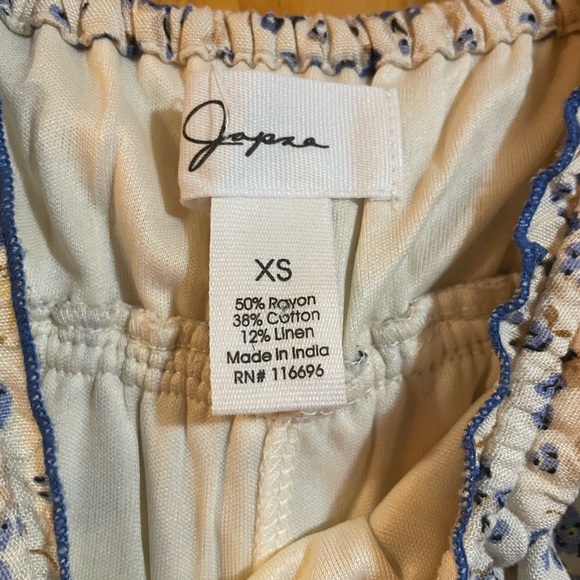 Japna
XS
50% Rayon
38% Cotton
12% Linen
Made in India
RN# 116696